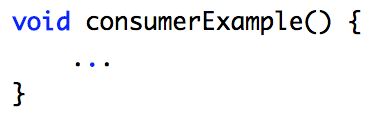 void consumerExample() {
    ...
}